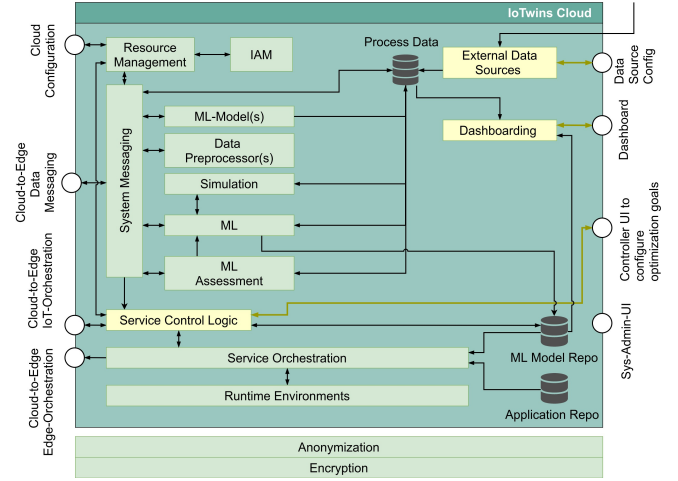 IoTwins Cloud
Cloud
Configuration
Resource
Management
IAM
Process Data
External Data
Sources
Data
Source
Config
System Messaging
ML-Model(s)
Dashboarding
Dashboard
Data
Preprocessor(s)
Cloud-to-Edge
Data
Messaging
Simulation
ML
Controller UI to
configure
optimization goals
ML
Assessment
Cloud-to-Edge
IoT-Orchestration
Service Control Logic
Sys-Admin-UI
ML Model Repo
Cloud-to-Edge
Edge-Orchestration
Service Orchestration
Runtime Environments
Application Repo
Anonymization
Encryption